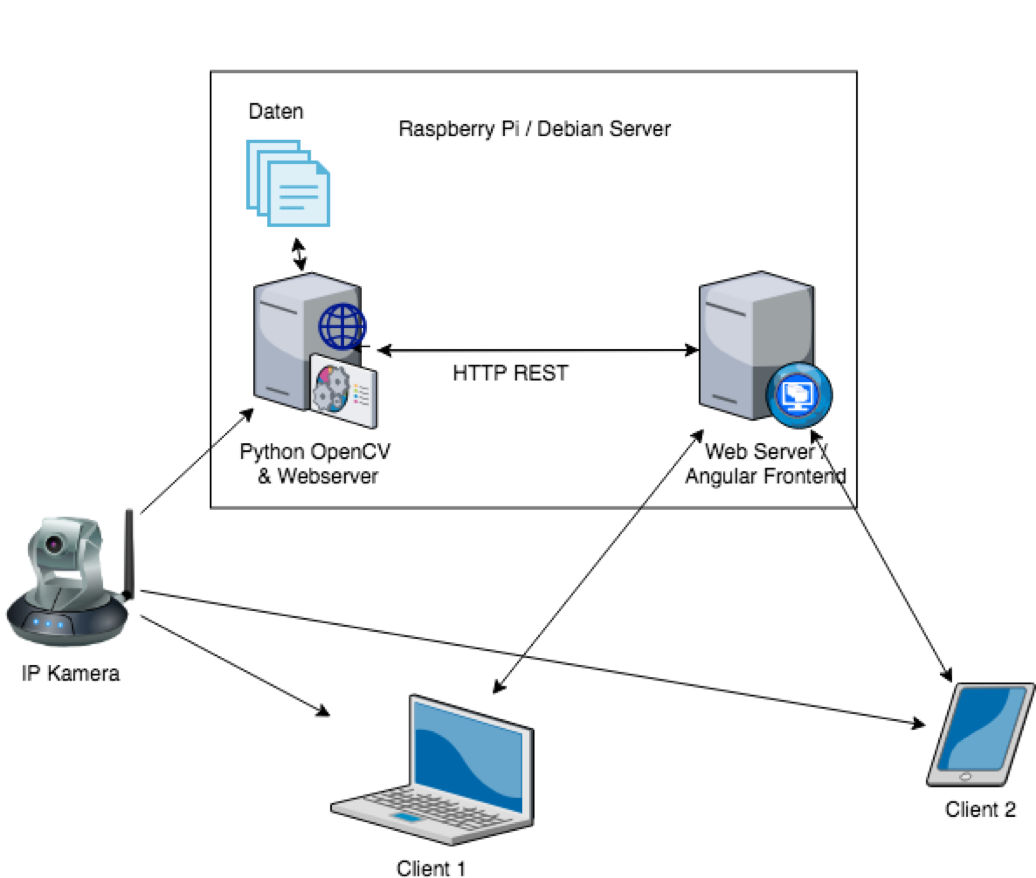 Daten
Raspberry Pi / Debian Server
HTTP REST
Python OpenCV
& Webserver
Web Server /
Angular Frontend
IP Kamera
Client 1
Client 2